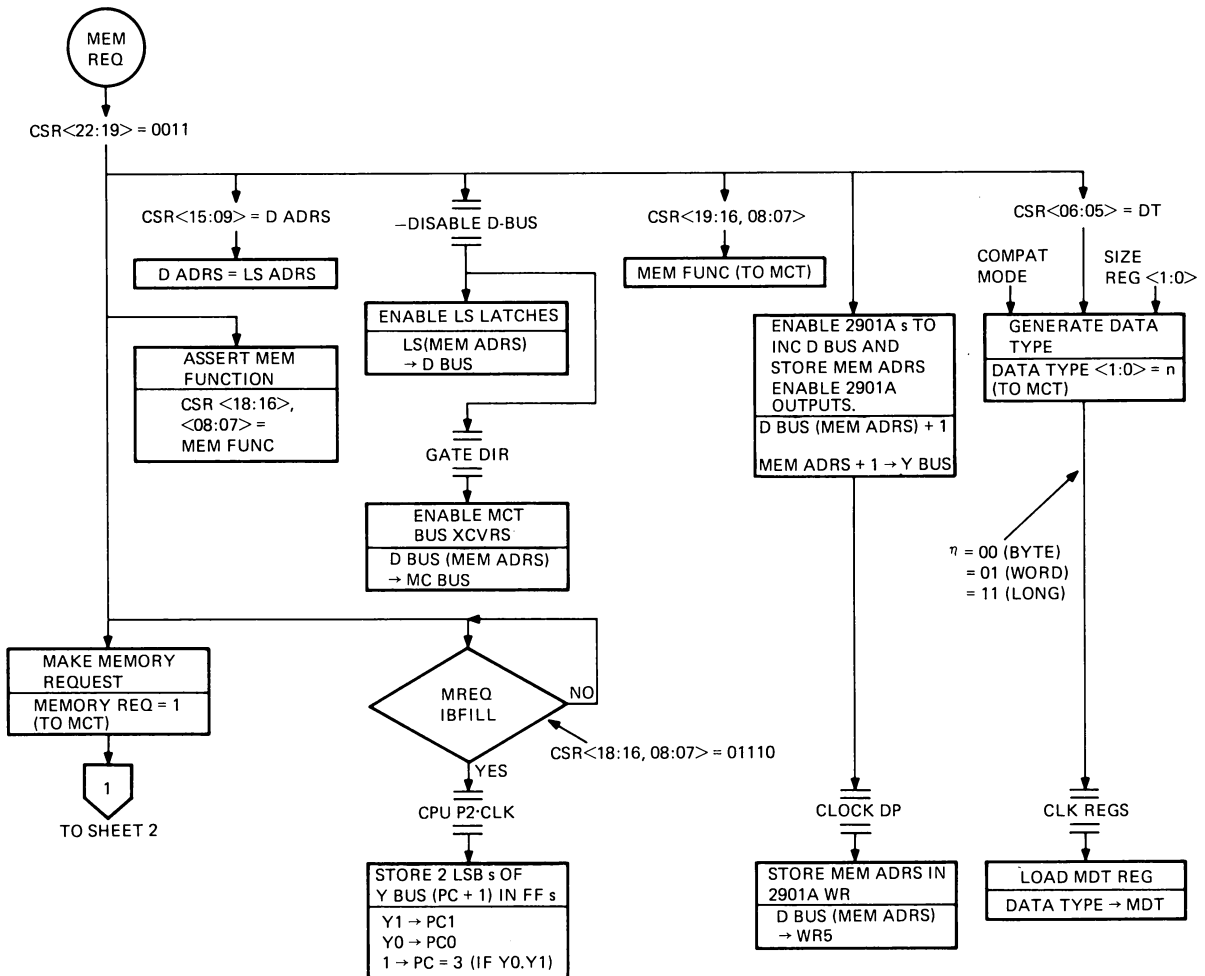 MEM
REQ
CSR<22:19> = 0011
CSR<15:09> = D ADRS
D ADRS = LS ADRS
ASSERT MEM
FUNCTION
CSR <18:16>,
<08:07> =
MEM FUNC
–DISABLE D-BUS
ENABLE LS LATCHES
LS(MEM ADRS)
→ D BUS
GATE DIR
ENABLE MCT
BUS XCVRS
D BUS (MEM ADRS)
→ MC BUS
CSR<19:16, 08:07>
MEM FUNC (TO MCT)
ENABLE 2901A s TO
INC D BUS AND
STORE MEM ADRS
ENABLE 2901A
OUTPUTS.
D BUS (MEM ADRS) + 1
MEM ADRS + 1 → Y BUS
CSR<06:05> = DT
COMPAT
MODE
SIZE
REG <1:0>
GENERATE DATA
TYPE
DATA TYPE <1:0> = n
(TO MCT)
η = 00 (BYTE)
= 01 (WORD)
= 11 (LONG)
MAKE MEMORY
REQUEST
MEMORY REQ = 1
(TO MCT)
1
TO SHEET 2
MREQ
IBFILL
NO
CSR<18:16, 08:07> = 01110
YES
CPU P2·CLK
STORE 2 LSB s OF
Y BUS (PC + 1) IN FF s
Y1 → PC1
Y0 → PC0
1 → PC = 3 (IF Y0.Y1)
CLOCK DP
STORE MEM ADRS IN
2901A WR
D BUS (MEM ADRS)
→ WR5
CLK REGS
LOAD MDT REG
DATA TYPE → MDT